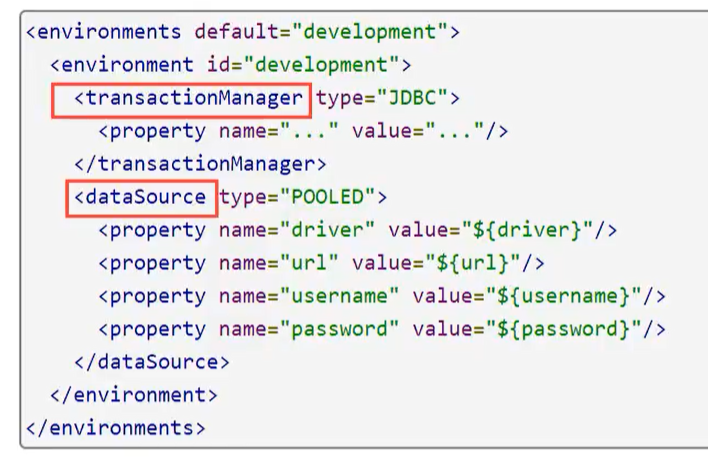 <environments default="development">
<environment id="development">
<transactionManager type="JDBC">
<property name="..." value="..."/>
</transactionManager>
<dataSource type="POOLED">
<property name="driver" value="${driver}"/>
<property name="url" value="${url}"/>
<property name="username" value="${username}"/>
<property name="password" value="${password}"/>
</dataSource>
</environment>
</environments>